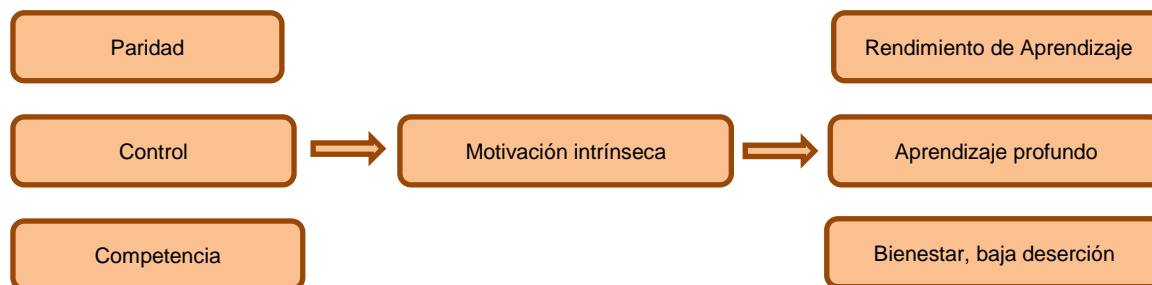 Paridad
Rendimiento de Aprendizaje
Control
Motivación intrínseca
Aprendizaje profundo
Competencia
Bienestar, baja deserción